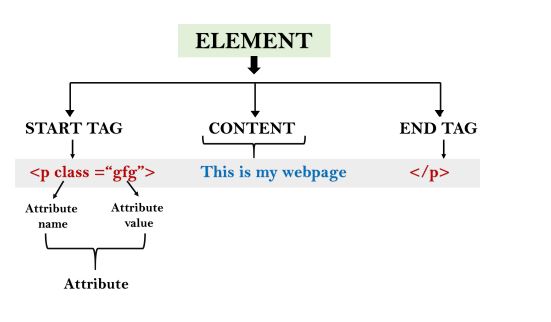 ELEMENT
START TAG CONTENT END TAG
<p class =“gfg”> This is my webpage </p>
Attribute name
Attribute value
Attribute